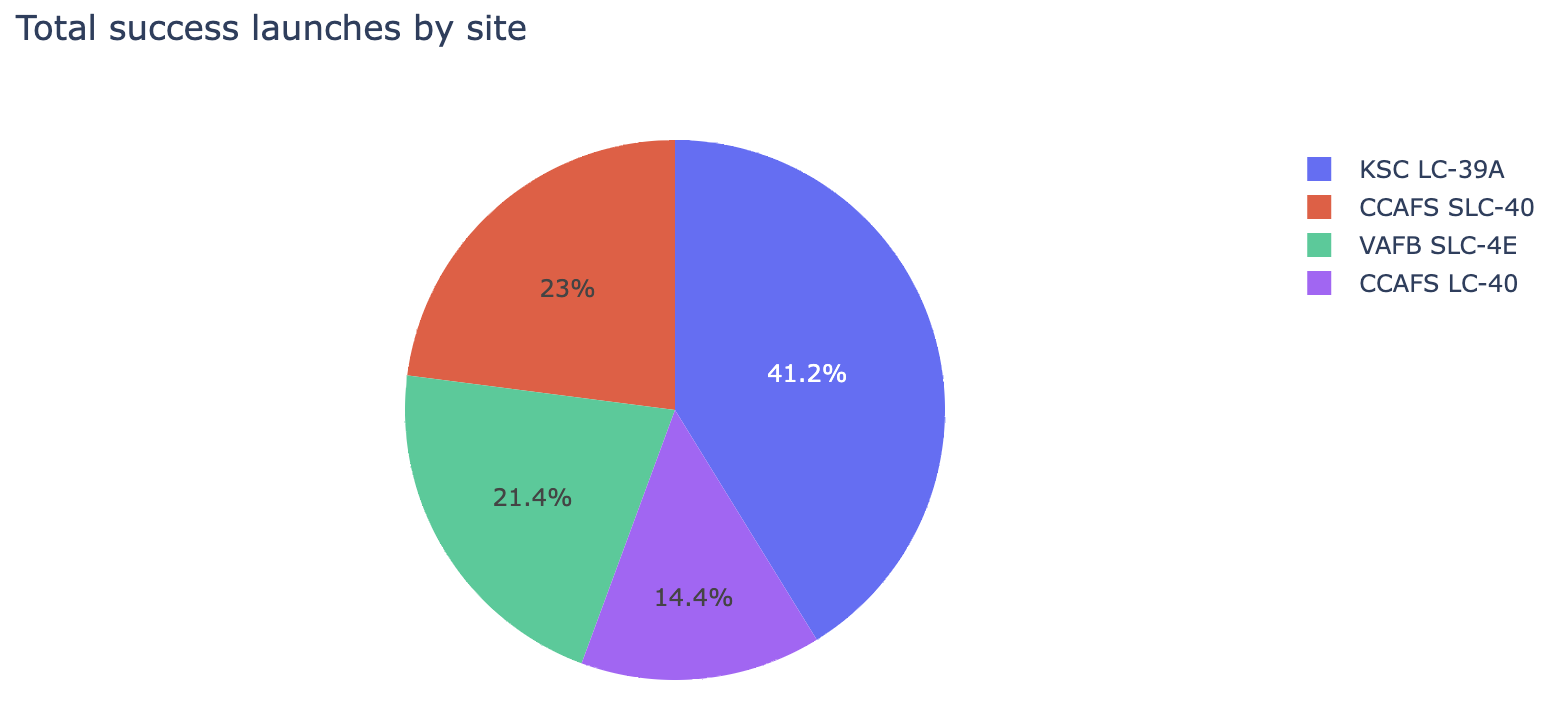 Total success launches by site
KSC LC-39A
CCAFS SLC-40
VAFB SLC-4E
CCAFS LC-40
23%
41.2%
21.4%
14.4%